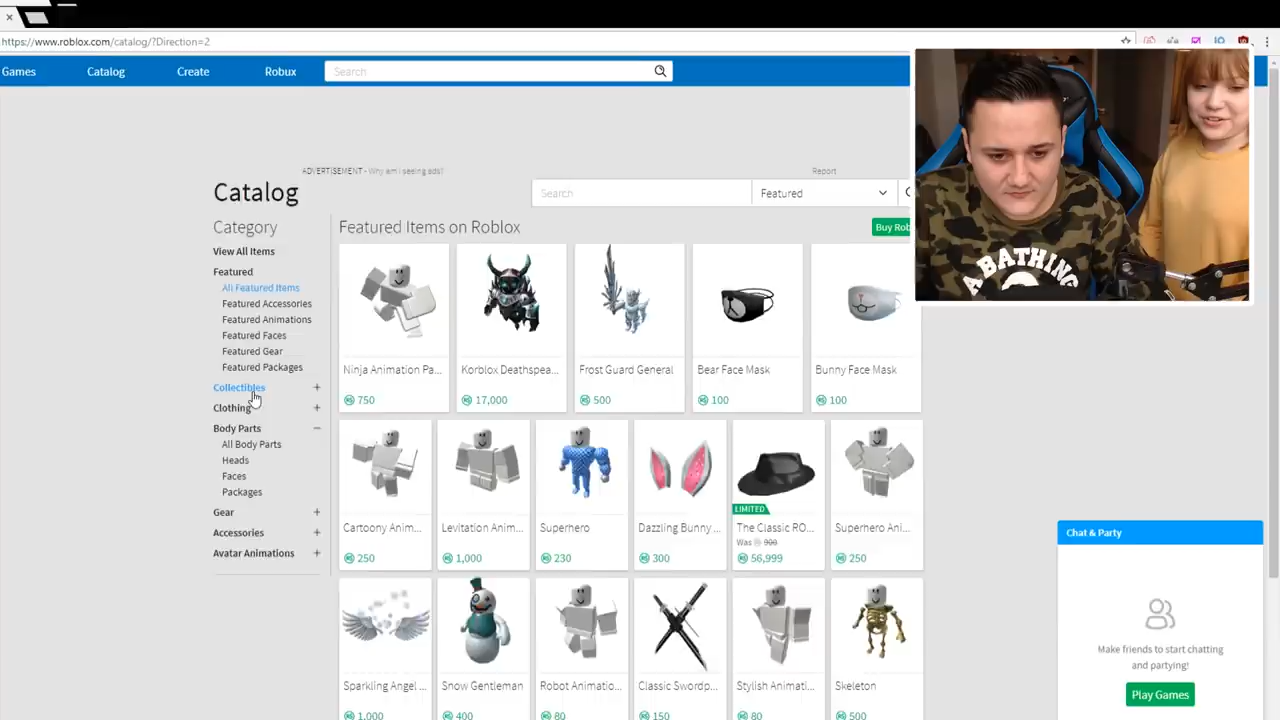 https://www.roblox.com/catalog/?Direction=2
Games Catalog Create Robux Search
ADVERTISEMENT - Why am I seeing ads? Report
Catalog
Search Featured
Category
Featured Items on Roblox
Buy Rob
View All Items
Featured
All Featured Items
Featured Accessories
Featured Animations
Featured Faces
Featured Gear
Featured Packages
Collectibles +
Clothing +
Body Parts −
All Body Parts
Heads
Faces
Packages
Gear +
Accessories +
Avatar Animations +
Ninja Animation Pa... Korblox Deathspea... Frost Guard General Bear Face Mask Bunny Face Mask
750 17,000 500 100 100
LIMITED
Cartoony Anim... Levitation Anim... Superhero Dazzling Bunny ... The Classic RO... Superhero Ani...
Was 900
250 1,000 230 300 56,999 250
Sparkling Angel ... Snow Gentleman Robot Animatio... Classic Swordp... Stylish Animati... Skeleton
1,000 400 80 150 80 500
A BATHING
Chat & Party
Make friends to start chatting
and partying!
Play Games